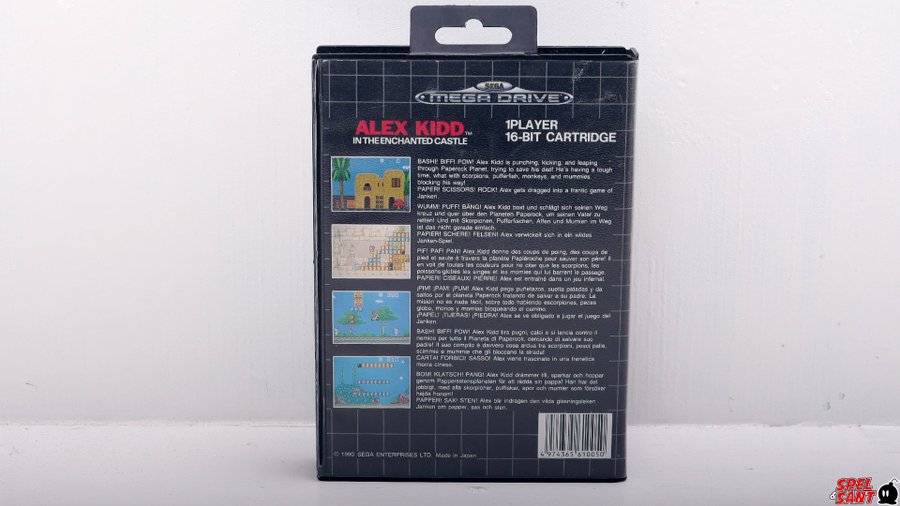 SEGA
MEGA DRIVE
ALEX KIDD™
IN THE ENCHANTED CASTLE
1PLAYER
16-BIT CARTRIDGE
BASH! BIFF! POW! Alex Kidd is punching, kicking, and leaping
through Paperock Planet, trying to save his dad! He's having a tough
time, what with scorpions, pufferfish, monkeys, and mummies
blocking his way!
PAPER! SCISSORS! ROCK! Alex gets dragged into a frantic game of
Janken.
WUMM! PUFF! BÄNG! Alex Kidd boxt und schlägt sich seinen Weg
kreuz und quer über den Planeten Paperock, um seinen Vater zu
retten! Und mit Skorpionen, Pufferfischen, Affen und Mumien im Weg
ist das nicht gerade einfach.
PAPIER! SCHERE! FELSEN! Alex verwickelt sich in ein wildes
Janken-Spiel.
PIF! PAF! PAN! Alex Kidd donne des coups de poing, des coups de
pied et saute à travers la planète Papiéroche pour sauver son père! Il
en voit de toutes les couleurs pour ne citer que les scorpions, les
poissons-globes les singes et les momies qui lui barrent le passage.
PAPIER! CISEAUX! PIERRE! Alex est entraîné dans un jeu infernal.
¡PIM! ¡PAM! ¡PUM! Alex Kidd pega puñetazos, suelta patadas y da
saltos por el planeta Paperock tratando de salvar a su padre. La
misión no es nada fácil, sobre todo habiendo escorpiones, peces
globo, monos y momias bloqueando el camino.
¡PAPEL! ¡TIJERAS! ¡PIEDRA! Alex se ve obligado a jugar el juego del
Janken.
BASH! BIFF! POW! Alex Kidd tira pugni, calci e si lancia contro il
nemico per tutto il Planeta di Paperock, cercando di salvare suo
padre! Il suo compito è davvero cosa ardua tra scorpioni, pesci palla,
scimmie e mummie che gli bloccano la strada!
CARTA! FORBICI! SASSO! Alex viene trascinato in una frenetica
morra cinese.
BOM! KLATSCH! PANG! Alex Kidd drämmer till, sparkar och hoppar
genom Pappersstensplaneten för att rädda sin pappa! Han har det
jobbigt, med alla skorpioner, puffiskar, apor och mumier som försöker
hejda honom!
PAPPER! SAX! STEN! Alex blir indragen den vilda gissningsleken
Janken om papper, sax och sten.
© 1990 SEGA ENTERPRISES LTD. Made in Japan
4 974365 610050
SPEL
SANT